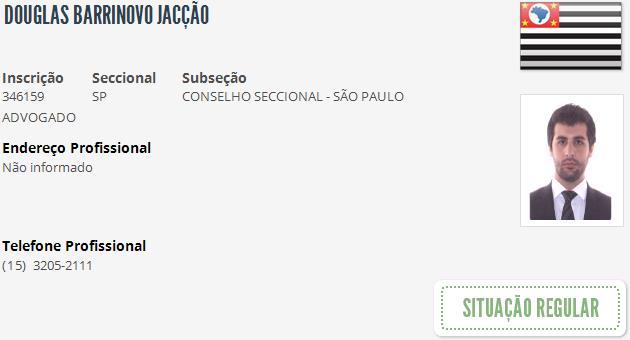 DOUGLAS BARRINOVO JACÇÃO
Inscrição Seccional Subseção
346159 SP CONSELHO SECCIONAL - SÃO PAULO
ADVOGADO
Endereço Profissional
Não informado
Telefone Profissional
(15) 3205-2111
SITUAÇÃO REGULAR